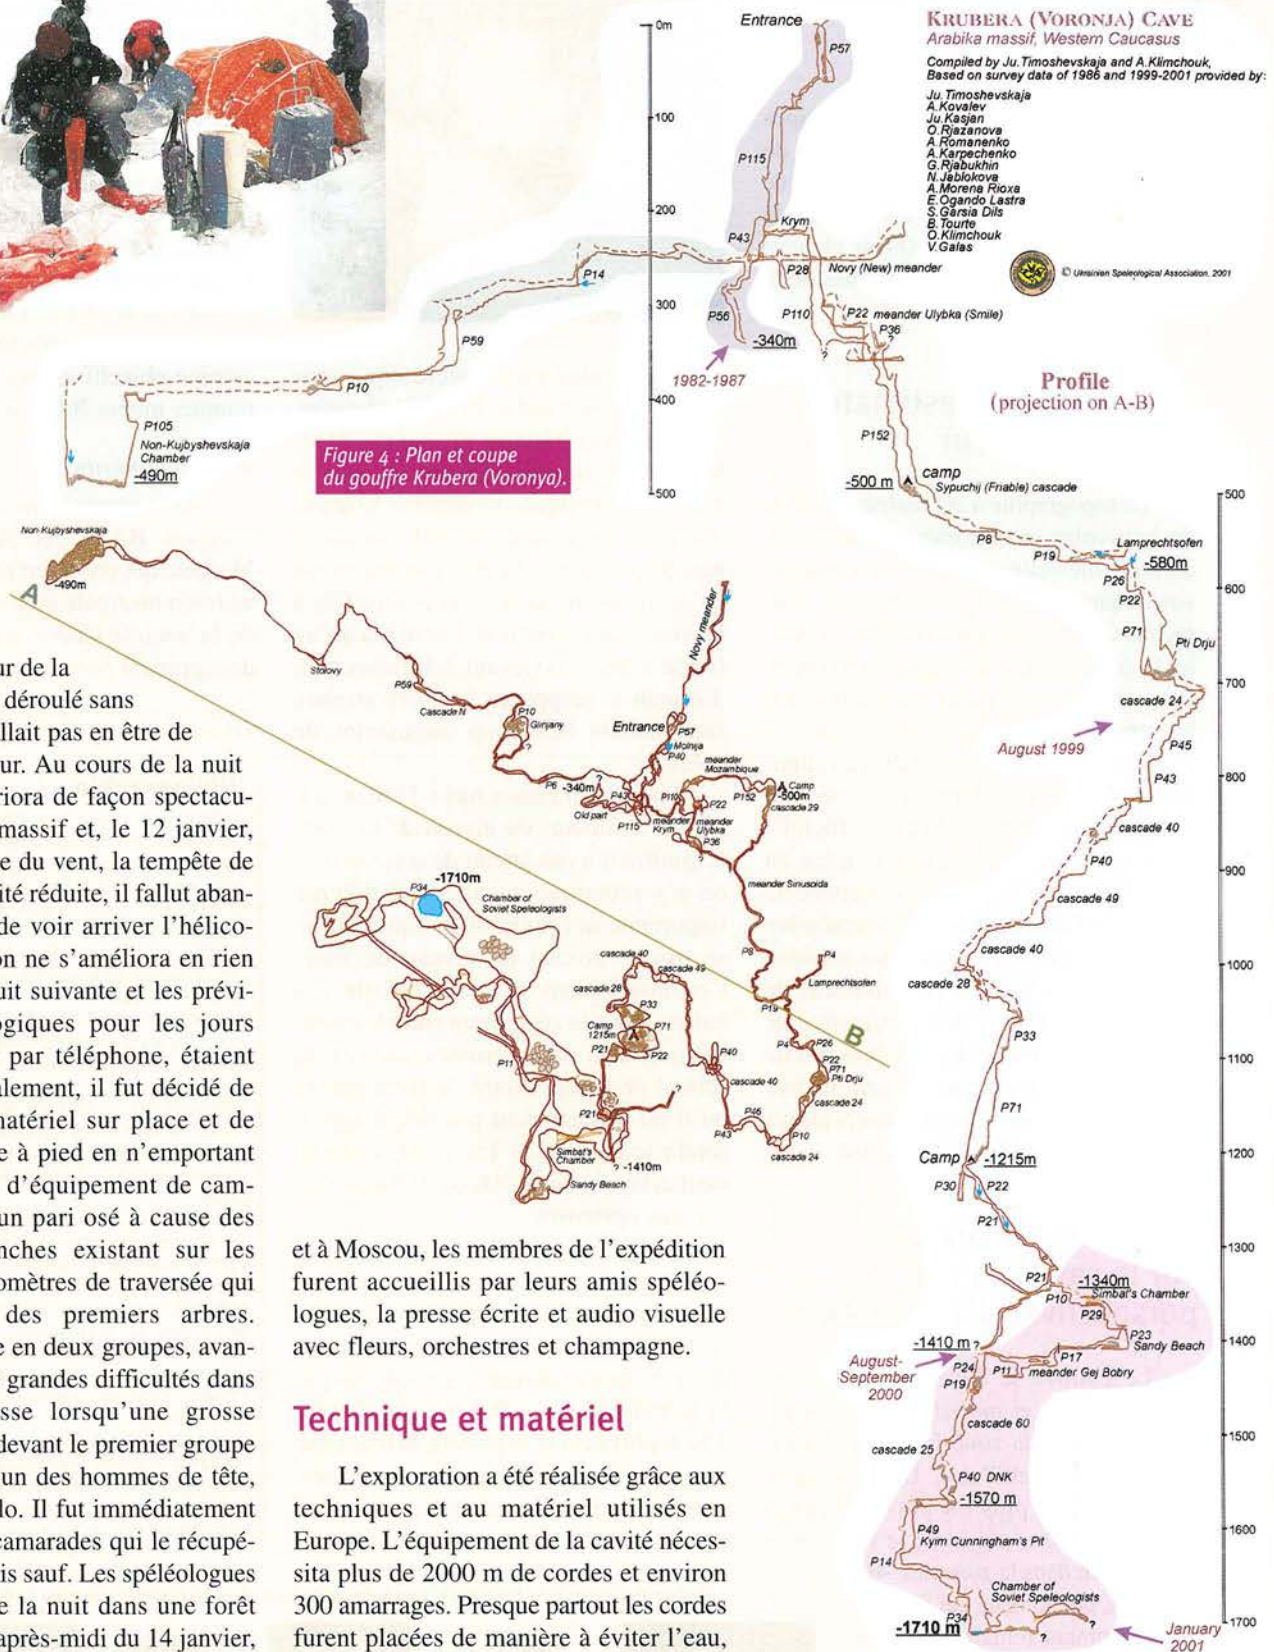 KRUBERA (VORONJA) CAVE
Arabika massif, Western Caucasus
Compiled by Ju.Timoshevskaja and A.Klimchouk,
Based on survey data of 1986 and 1999-2001 provided by:
Ju.Timoshevskaja
A.Kovalev
Ju.Kasjan
O.Rjazanova
A.Romanenko
A.Karpechenko
G.Rjabukhin
N.Jablokova
A.Morena Rioxa
E.Ogando Lastra
S.Garsia Dils
B.Tourte
O.Klimchouk
V.Galas
© Ukrainian Speleological Association, 2001
Profile
(projection on A-B)
0m
100
200
300
400
500
Entrance
P57
P115
Krym
P43
P14
P28
Novy (New) meander
P59
P56
P110
P22 meander Ulybka (Smile)
P36
?
?
-340m
1982-1987
P10
P105
Non-Kujbyshevskaja
Chamber
-490m
P152
-500 m
camp
Sypuchij (Friable) cascade
P8
P19
Lamprechtsofen
-580m
P26
P22
P71
Pti Drju
cascade 24
August 1999
P45
P43
cascade 40
P40
cascade 49
cascade 40
cascade 28
P33
P71
Camp
-1215m
P30
P22
P21
P21
-1340m
P10
Simbat's Chamber
P29
P23
Sandy Beach
-1410 m
?
P17
P24
P11
meander Gej Bobry
August-
September
2000
P19
cascade 60
cascade 25
P40 DNK
-1570 m
P49
Kyim Cunningham's Pit
P14
Chamber of
Soviet Speleologists
P34
-1710 m
?
?
January
2001
500
600
700
800
900
1000
1100
1200
1300
1400
1500
1600
1700
Figure 4 : Plan et coupe
du gouffre Krubera (Voronya).
Non-Kujbyshevskaja
-490m
A
Stolovy
P59
Cascade N
P10
Glinjany
?
Novy meander
Entrance
P57
Molnija
P40
meander
Mozambique
P6
-340m
?
P43
Old part
P115
P110
P22
P152
Camp
-500m
cascade 29
meander
Krym
meander
Ulybka
P36
?
meander Sinusoida
P8
P4
Lamprechtsofen
P19
B
P4
P26
P22
P71
Pti Drju
cascade 24
P10
cascade 24
P46
P43
cascade 40
P40
cascade 49
cascade 40
cascade 28
P33
Camp
1215m
P71
P21
P22
P21
?
P11
Simbat's
Chamber
? -1410m
Sandy Beach
P34
-1710m
Chamber of
Soviet Speleologists
ur de la
déroulé sans
llait pas en être de
ur. Au cours de la nuit
riora de façon spectacu-
massif et, le 12 janvier,
e du vent, la tempête de
ité réduite, il fallut aban-
de voir arriver l'hélico-
on ne s'améliora en rien
uit suivante et les prévi-
ogiques pour les jours
par téléphone, étaient
alement, il fut décidé de
matériel sur place et de
e à pied en n'emportant
d'équipement de cam-
un pari osé à cause des
nches existant sur les
omètres de traversée qui
des premiers arbres.
e en deux groupes, avan-
grandes difficultés dans
sse lorsqu'une grosse
devant le premier groupe
un des hommes de tête,
lo. Il fut immédiatement
camarades qui le récupé-
is sauf. Les spéléologues
e la nuit dans une forêt
après-midi du 14 janvier,
et à Moscou, les membres de l'expédition
furent accueillis par leurs amis spéléo-
logues, la presse écrite et audio visuelle
avec fleurs, orchestres et champagne.
Technique et matériel
L'exploration a été réalisée grâce aux
techniques et au matériel utilisés en
Europe. L'équipement de la cavité néces-
sita plus de 2000 m de cordes et environ
300 amarrages. Presque partout les cordes
furent placées de manière à éviter l'eau,